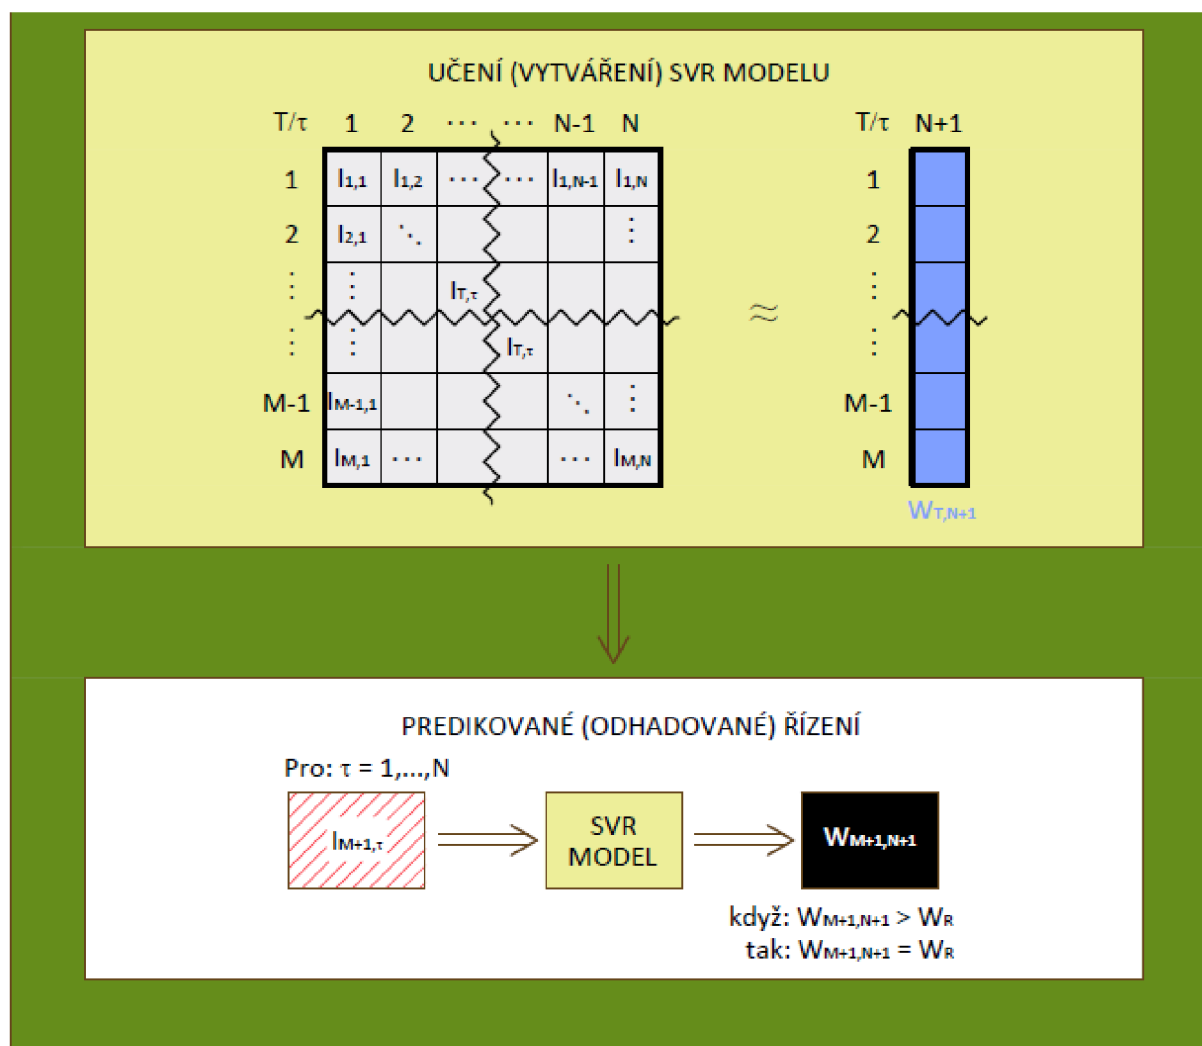 UČENÍ (VYTVÁŘENÍ) SVR MODELU
T/τ 1 2 ⋯ ⋯ N-1 N T/τ N+1
1 I1,1 I1,2 ⋯ ⋯ I1,N-1 I1,N 1
2 I2,1 ⋱ ⋮ 2
⋮ ⋮ IT,τ ⋮
≈
⋮ ⋮ IT,τ ⋮
M-1 IM-1,1 ⋱ ⋮ M-1
M IM,1 ⋯ ⋯ IM,N M
WT,N+1
PREDIKOVANÉ (ODHADOVANÉ) ŘÍZENÍ
Pro: τ = 1,...,N
IM+1,τ
SVR
MODEL
WM+1,N+1
když: WM+1,N+1 > WR
tak: WM+1,N+1 = WR